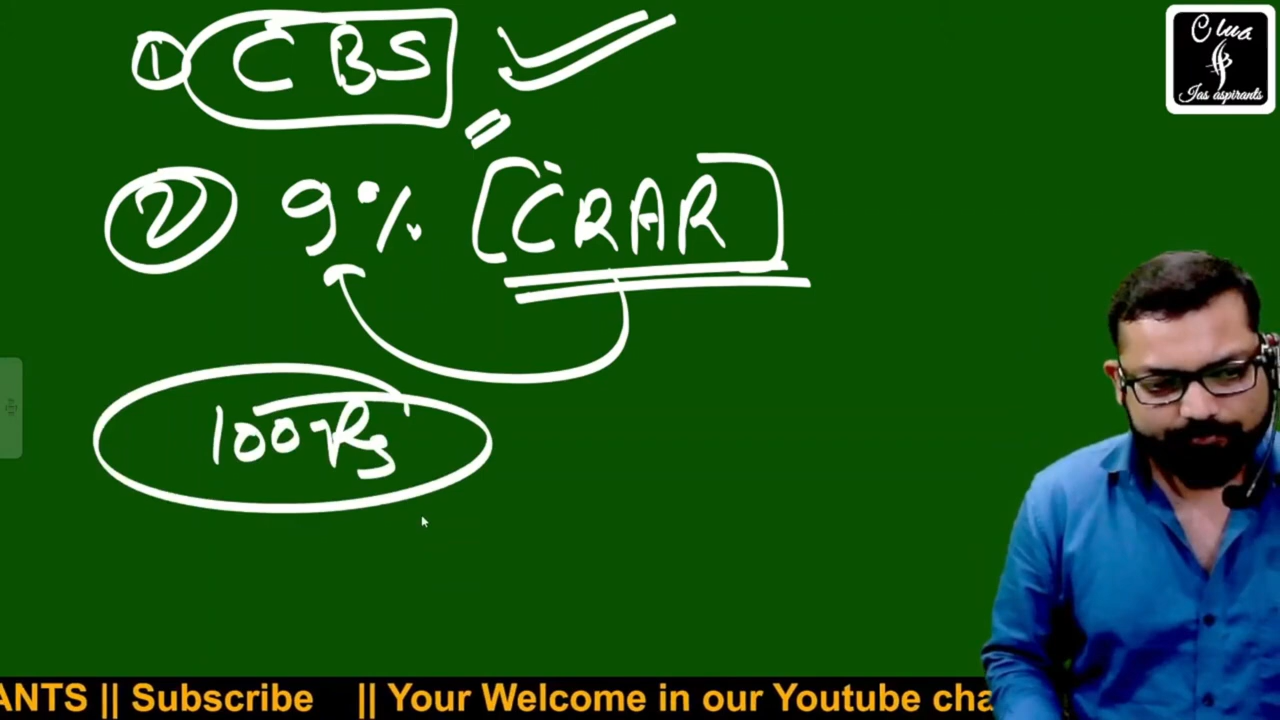 ① CBS
② 9% [CRAR]
100 Rs
C lua
Ias aspirants
ANTS || Subscribe || Your Welcome in our Youtube cha